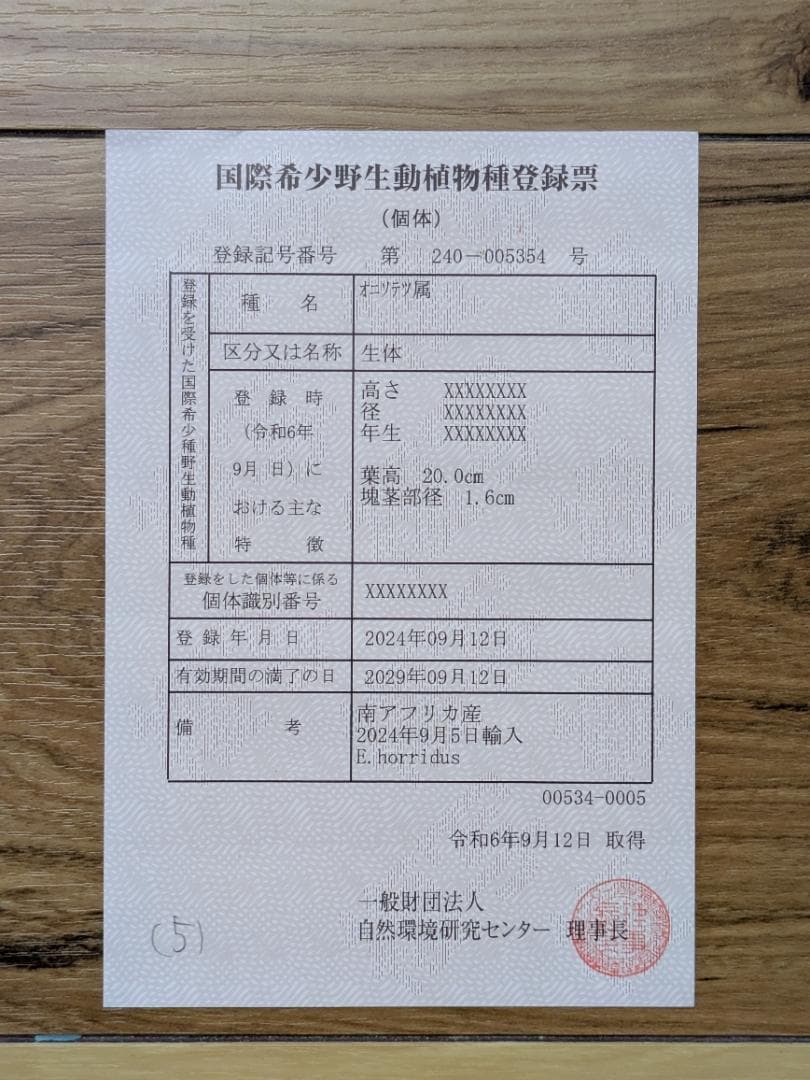 国際希少野生動植物種登録票
（個体）
登録記号番号 第 240－005354 号
登録を受けた国際希少種野生動植物種
種 名 ｵﾆｿﾃﾂ属
区分又は名称 生体
登録時
（令和6年
9月 日）に
おける主な
特 徴
高さ XXXXXXXX
径 XXXXXXXX
年生 XXXXXXXX
葉高 20.0cm
塊茎部径 1.6cm
登録をした個体等に係る
個体識別番号 XXXXXXXX
登録年月日 2024年09月12日
有効期間の満了の日 2029年09月12日
備 考
南アフリカ産
2024年9月5日輸入
E.horridus
00534-0005
令和6年9月12日 取得
一般財団法人
自然環境研究センター 理事長
(5)